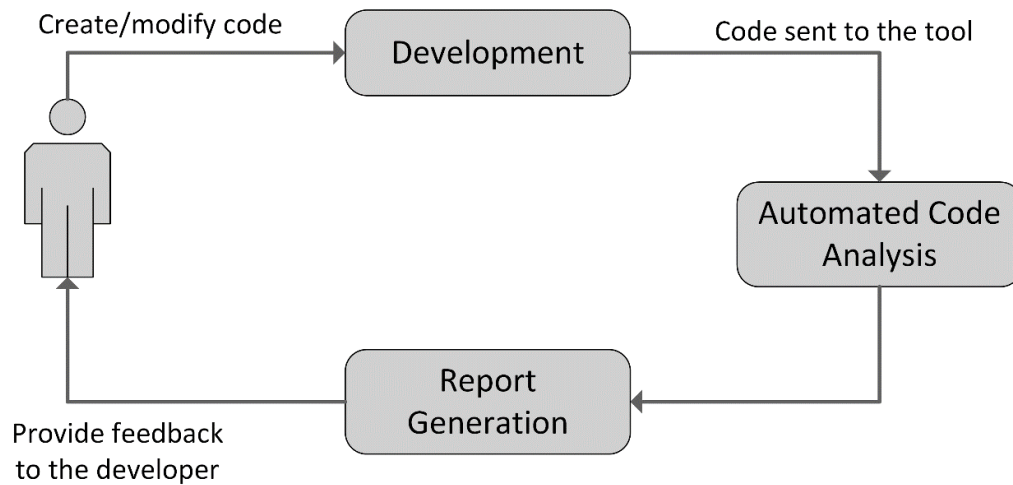 Create/modify code
Development
Code sent to the tool
Automated Code
Analysis
Report
Generation
Provide feedback
to the developer